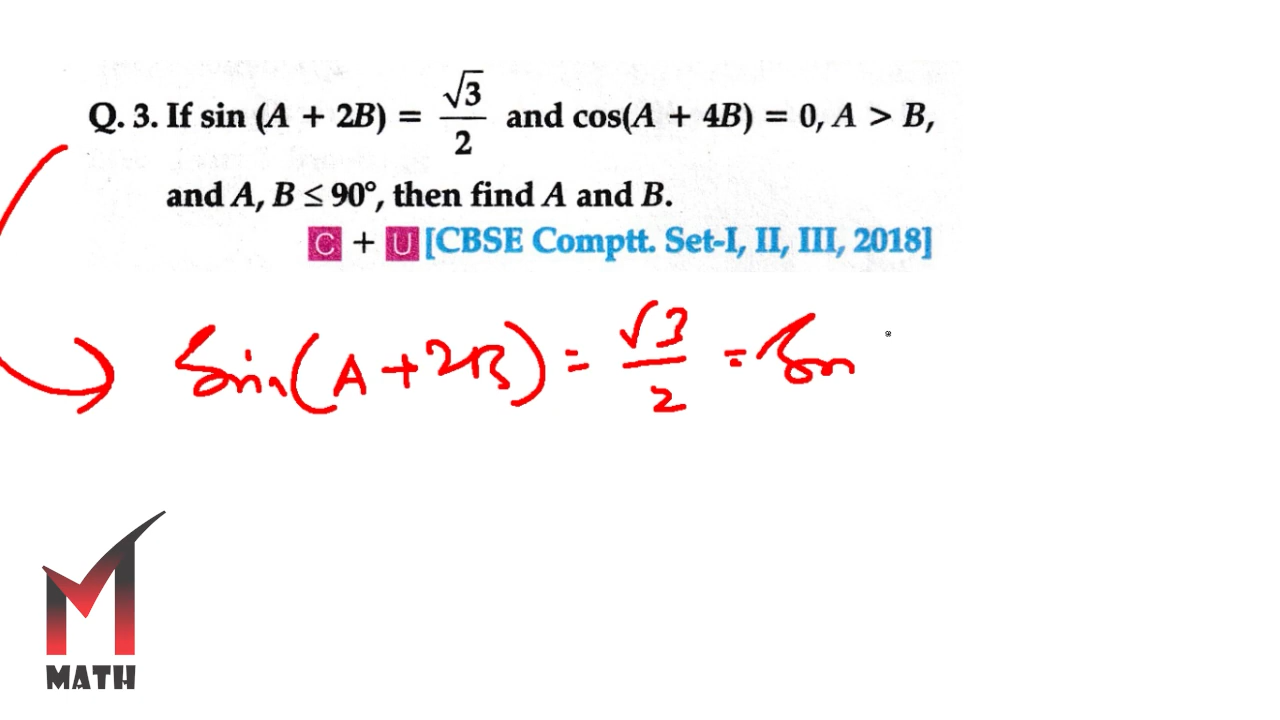 Q. 3. If sin (A + 2B) = √3/2 and cos(A + 4B) = 0, A > B,
and A, B ≤ 90°, then find A and B.
C + U [CBSE Comptt. Set-I, II, III, 2018]
Sin(A+2B) = √3/2 = Sin
MATH